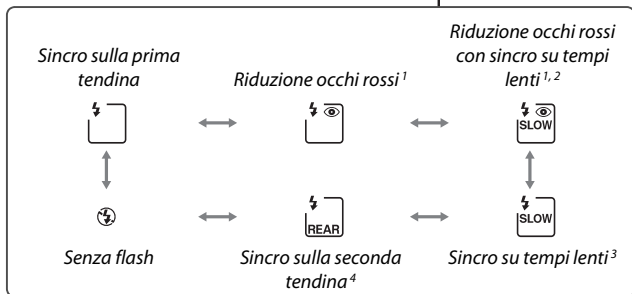 Sincro sulla prima
tendina
Riduzione occhi rossi 1
Riduzione occhi rossi
con sincro su tempi
lenti 1, 2
SLOW
REAR
SLOW
Senza flash
Sincro sulla seconda
tendina 4
Sincro su tempi lenti 3